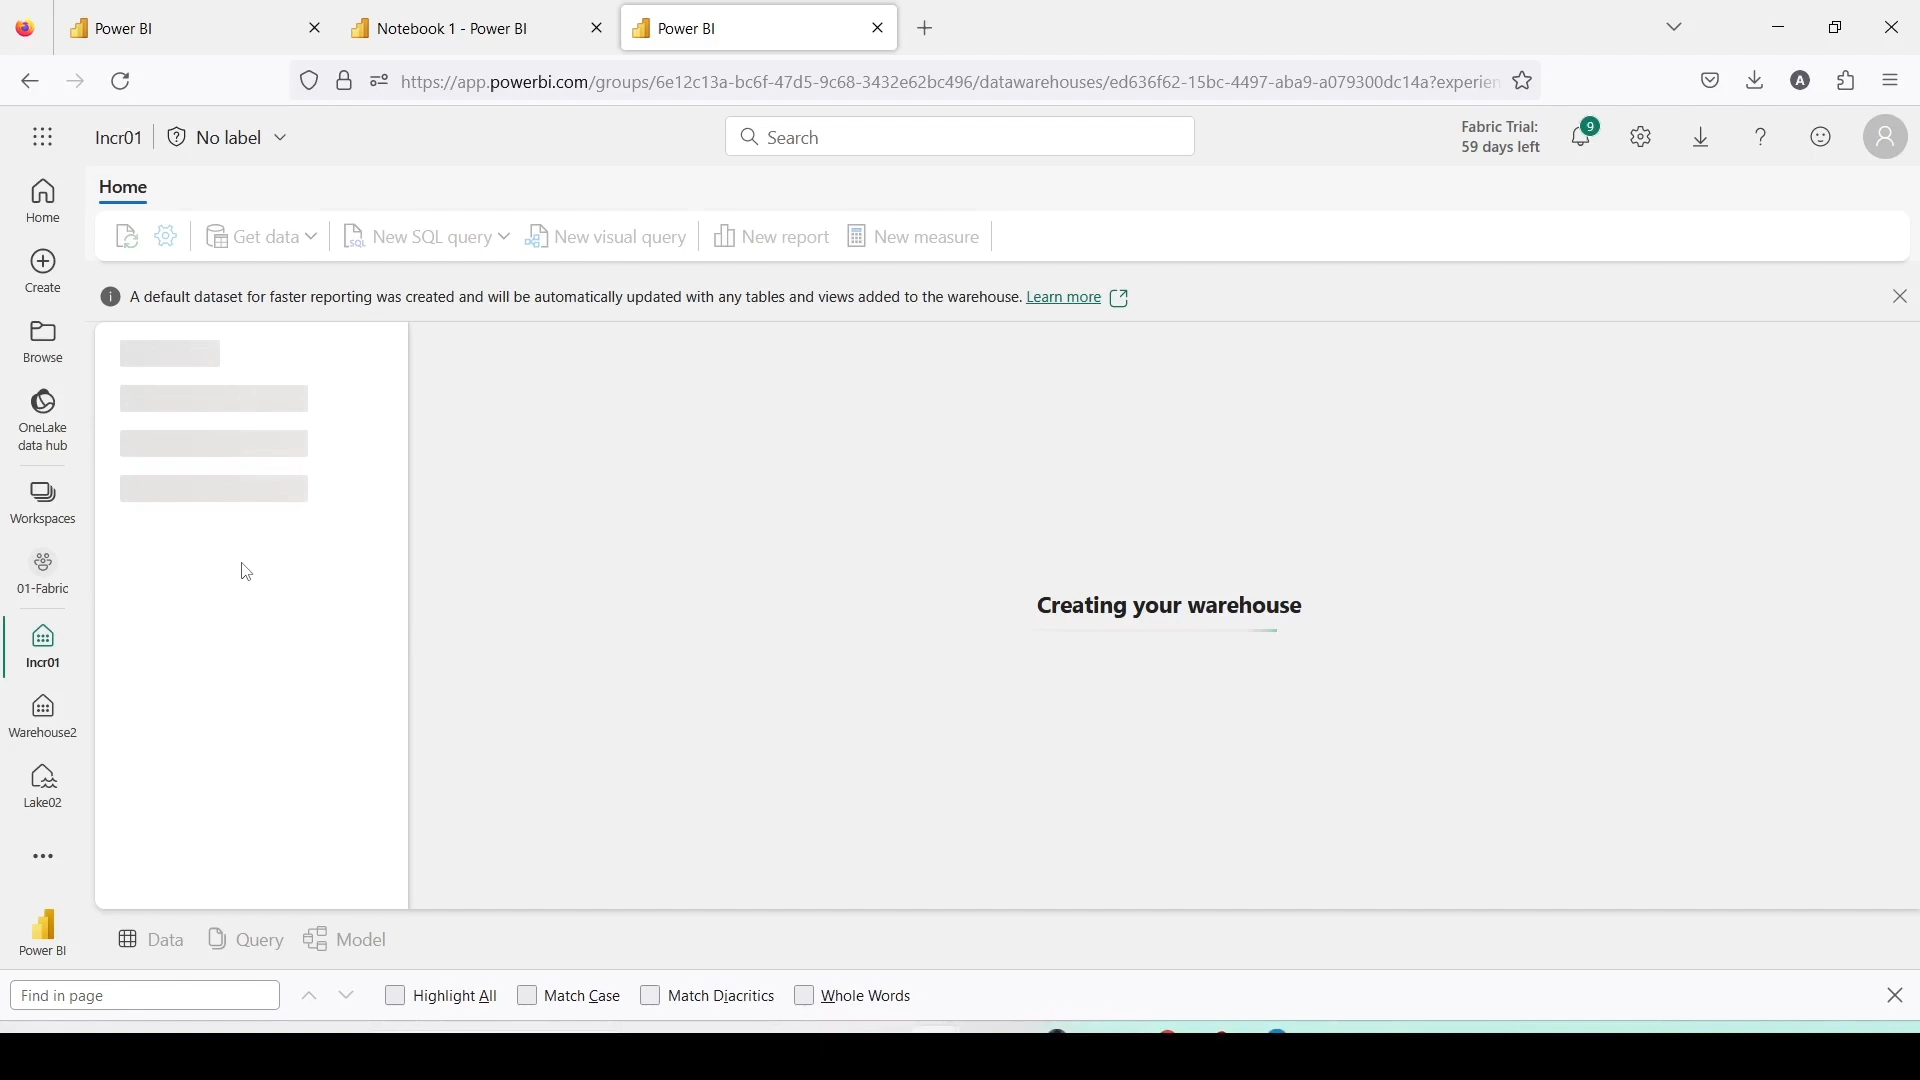 Power BI
Notebook 1 - Power BI
Power BI
https://app.powerbi.com/groups/6e12c13a-bc6f-47d5-9c68-3432e62bc496/datawarehouses/ed636f62-15bc-4497-aba9-a079300dc14a?experien
A
Incr01
No label
Search
Fabric Trial:
59 days left
9
Home
Home
Get data
New SQL query
New visual query
New report
New measure
Create
A default dataset for faster reporting was created and will be automatically updated with any tables and views added to the warehouse. Learn more
Browse
OneLake
data hub
Workspaces
01-Fabric
Creating your warehouse
Incr01
Warehouse2
Lake02
Power BI
Data
Query
Model
Find in page
Highlight All
Match Case
Match Diacritics
Whole Words